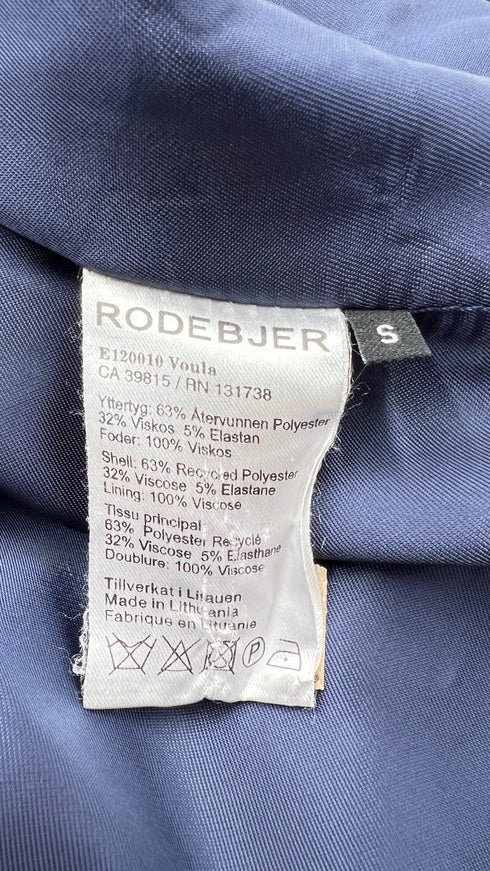 RODEBJER
S
E120010 Voula
CA 39815 / RN 131738
Yttertyg: 63% Återvunnen Polyester
32% Viskos 5% Elastan
Foder: 100% Viskos
Shell: 63% Recycled Polyester
32% Viscose 5% Elastane
Lining: 100% Viscose
Tissu principal:
63% Polyester Recyclé
32% Viscose 5% Elasthane
Doublure: 100% Viscose
Tillverkat i Litauen
Made in Lithuania
Fabrique en Lituanie
P